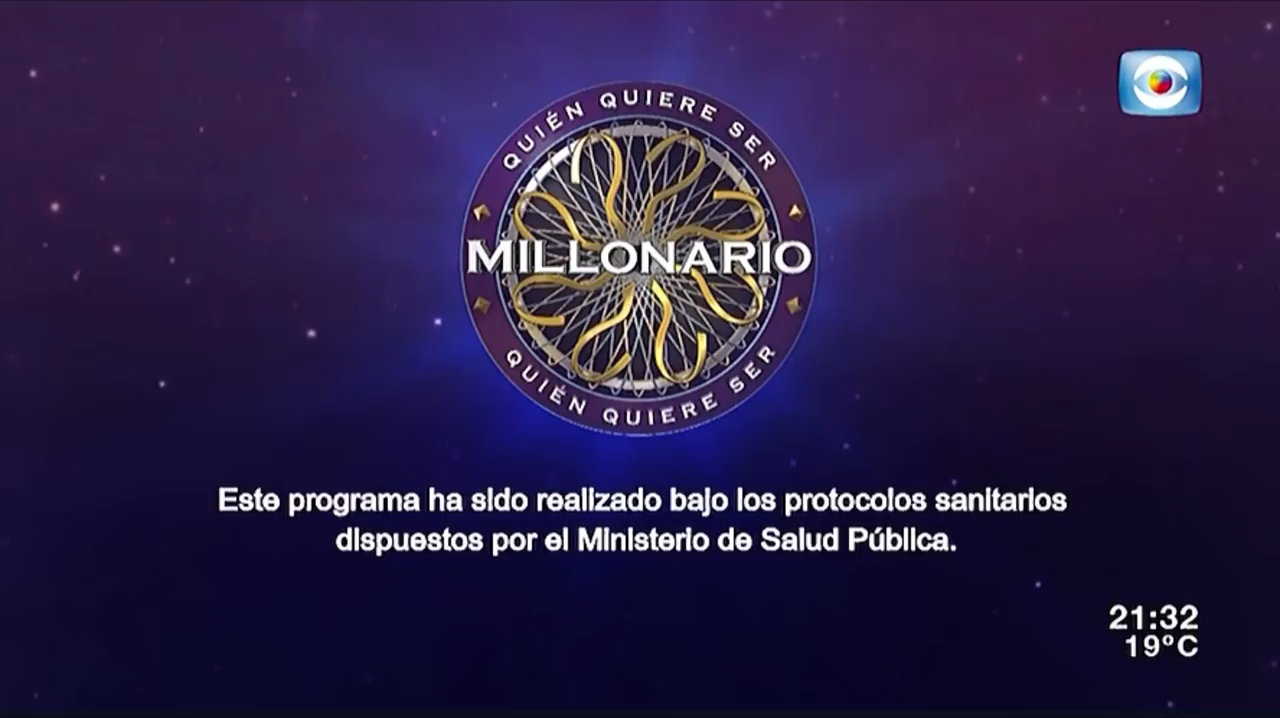 QUIÉN QUIERE SER
MILLONARIO
QUIÉN QUIERE SER
Este programa ha sido realizado bajo los protocolos sanitarios
dispuestos por el Ministerio de Salud Pública.
21:32
19ºC